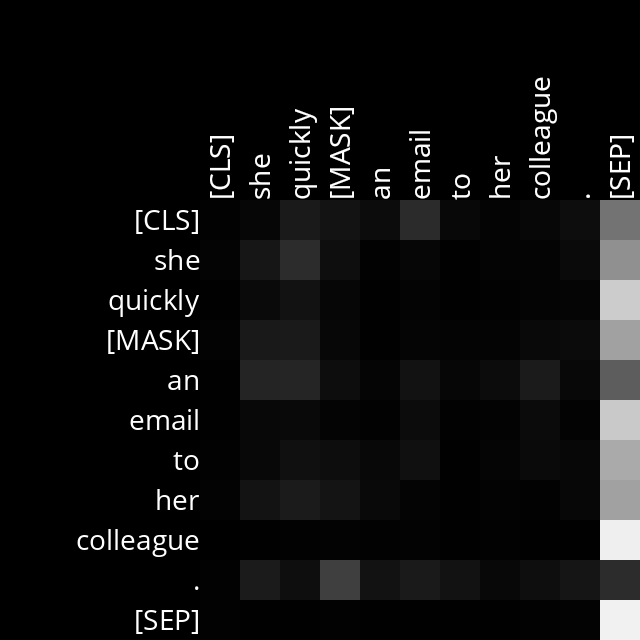 [CLS] she quickly [MASK] an email to her colleague . [SEP]
[CLS]
she
quickly
[MASK]
an
email
to
her
colleague
.
[SEP]